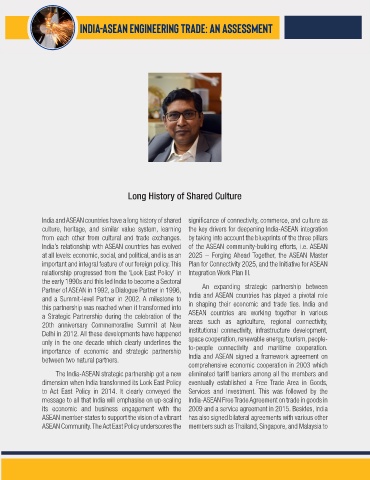 INDIA-ASEAN ENGINEERING TRADE: AN ASSESSMENT
Long History of Shared Culture
India and ASEAN countries have a long history of shared
culture, heritage, and similar value system, learning
from each other from cultural and trade exchanges.
India's relationship with ASEAN countries has evolved
at all levels: economic, social, and political, and is as an
important and integral feature of our foreign policy. This
relationship progressed from the 'Look East Policy' in
the early 1990s and this led India to become a Sectoral
Partner of ASEAN in 1992, a Dialogue Partner in 1996,
and a Summit-level Partner in 2002. A milestone to
this partnership was reached when it transformed into
a Strategic Partnership during the celebration of the
20th anniversary Commemorative Summit at New
Delhi in 2012. All these developments have happened
only in the one decade which clearly underlines the
importance of economic and strategic partnership
between two natural partners.
The India-ASEAN strategic partnership got a new
dimension when India transformed its Look East Policy
to Act East Policy in 2014. It clearly conveyed the
message to all that India will emphasise on up-scaling
its economic and business engagement with the
ASEAN member-states to support the vision of a vibrant
ASEAN Community. The Act East Policy underscores the
significance of connectivity, commerce, and culture as
the key drivers for deepening India-ASEAN integration
by taking into account the blueprints of the three pillars
of the ASEAN community-building efforts, i.e. ASEAN
2025 – Forging Ahead Together, the ASEAN Master
Plan for Connectivity 2025, and the Initiative for ASEAN
Integration Work Plan III.
An expanding strategic partnership between
India and ASEAN countries has played a pivotal role
in shaping their economic and trade ties. India and
ASEAN countries are working together in various
areas such as agriculture, regional connectivity,
institutional connectivity, infrastructure development,
space cooperation, renewable energy, tourism, people-
to-people connectivity and maritime cooperation.
India and ASEAN signed a framework agreement on
comprehensive economic cooperation in 2003 which
eliminated tariff barriers among all the members and
eventually established a Free Trade Area in Goods,
Services and Investment. This was followed by the
India-ASEAN Free Trade Agreement on trade in goods in
2009 and a service agreement in 2015. Besides, India
has also signed bilateral agreements with various other
members such as Thailand, Singapore, and Malaysia to